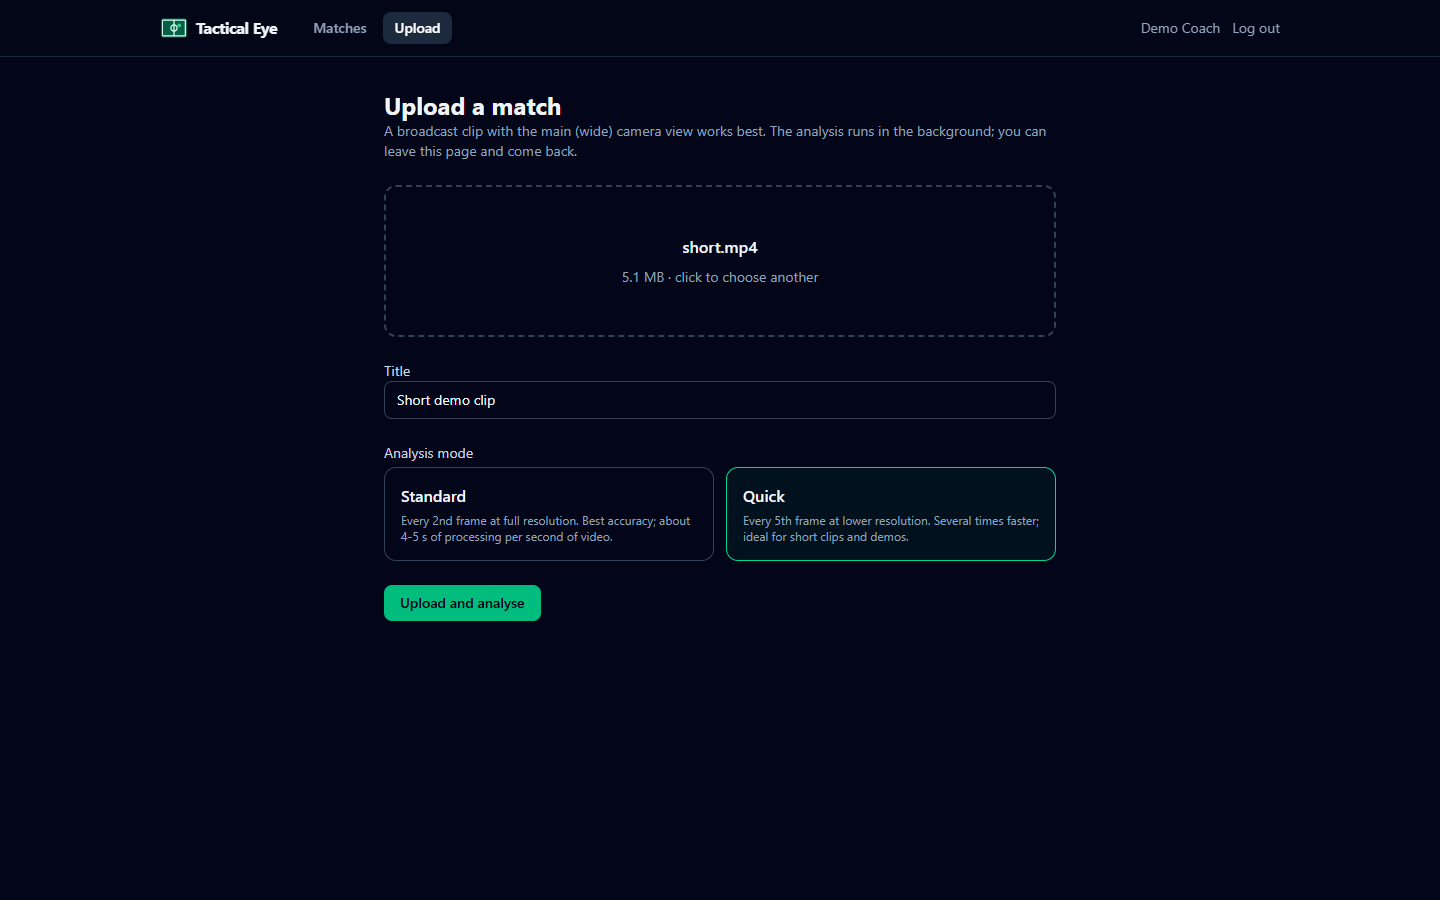 Tactical Eye
Matches
Upload
Demo Coach
Log out
Upload a match
A broadcast clip with the main (wide) camera view works best. The analysis runs in the background; you can
leave this page and come back.
short.mp4
5.1 MB · click to choose another
Title
Short demo clip
Analysis mode
Standard
Every 2nd frame at full resolution. Best accuracy; about
4-5 s of processing per second of video.
Quick
Every 5th frame at lower resolution. Several times faster;
ideal for short clips and demos.
Upload and analyse